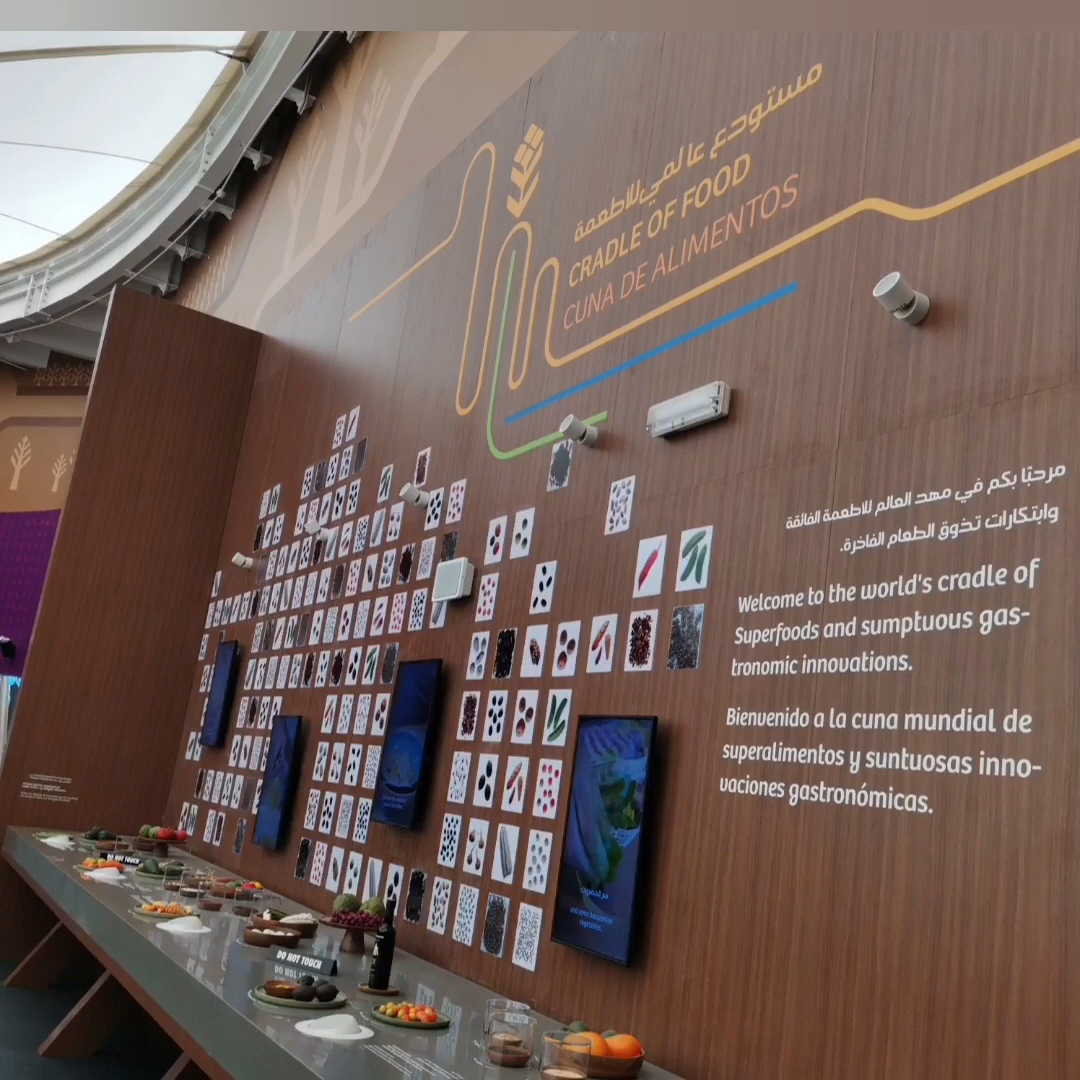 مستودع عالمي للاطعمة
CRADLE OF FOOD
CUNA DE ALIMENTOS
مرحبًا بكم في مهد العالم للاطعمة الفائقة
وابتكارات تذوق الطعام الفاخرة.
Welcome to the world's cradle of
Superfoods and sumptuous gas-
tronomic innovations.
Bienvenido a la cuna mundial de
superalimentos y suntuosas inno-
vaciones gastronómicas.
DO NOT TOUCH
DO NOT TOUCH